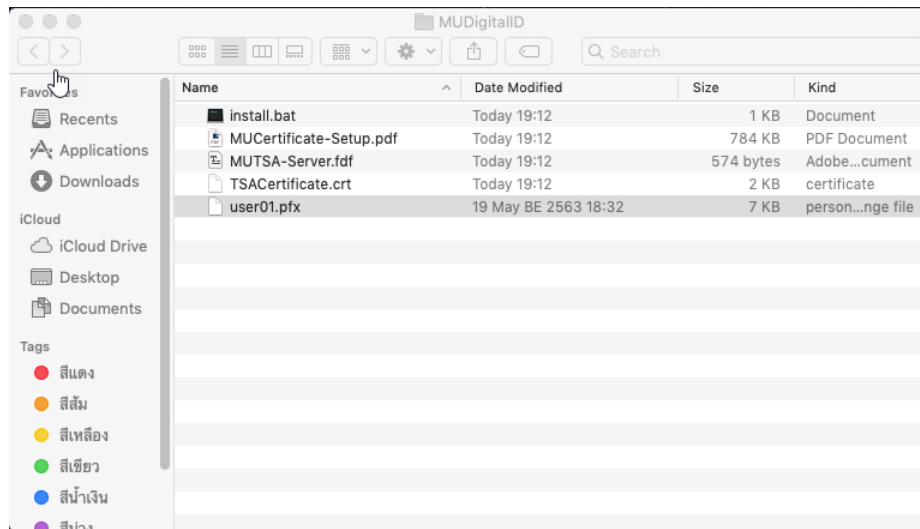 MUDigitalID
Search
Favorites
Recents
Applications
Downloads
iCloud
iCloud Drive
Desktop
Documents
Tags
สีแดง
สีส้ม
สีเหลือง
สีเขียว
สีน้ำเงิน
Name Date Modified Size Kind
install.bat Today 19:12 1 KB Document
MUCertificate-Setup.pdf Today 19:12 784 KB PDF Document
MUTSA-Server.fdf Today 19:12 574 bytes Adobe...cument
TSACertificate.crt Today 19:12 2 KB certificate
user01.pfx 19 May BE 2563 18:32 7 KB person...nge file